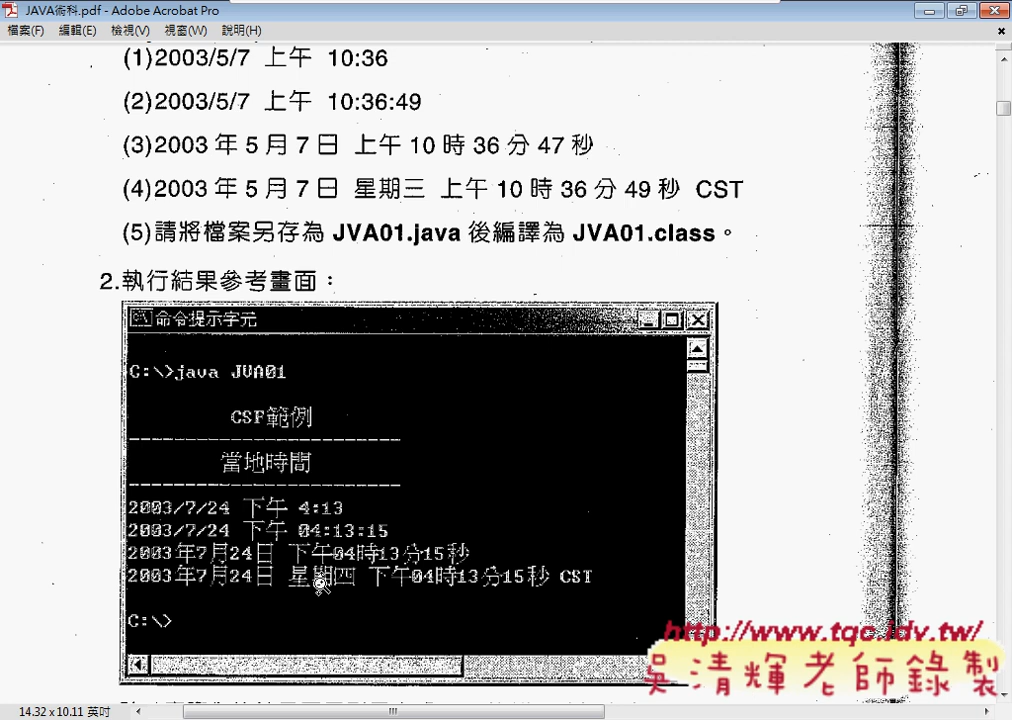 JAVA術科.pdf - Adobe Acrobat Pro
檔案(F) 編輯(E) 檢視(V) 視窗(W) 說明(H)
(1)2003/5/7 上午 10:36
(2)2003/5/7 上午 10:36:49
(3)2003 年 5 月 7 日 上午 10 時 36 分 47 秒
(4)2003 年 5 月 7 日 星期三 上午 10 時 36 分 49 秒 CST
(5)請將檔案另存為 JVA01.java 後編譯為 JVA01.class。
2.執行結果參考畫面：
命令提示字元
C:\>java JVA01
CSF範例
------------------------
當地時間
------------------------
2003/7/24 下午 4:13
2003/7/24 下午 04:13:15
2003年7月24日 下午04時13分15秒
2003年7月24日 星期四 下午04時13分15秒 CST
C:\>
http://www.tqc.idv.tw/
吳清輝老師錄製
14.32 x 10.11 英吋